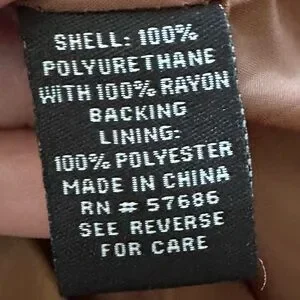 SHELL: 100%
POLYURETHANE
WITH 100% RAYON
BACKING
LINING:
100% POLYESTER
MADE IN CHINA
RN # 57686
SEE REVERSE
FOR CARE